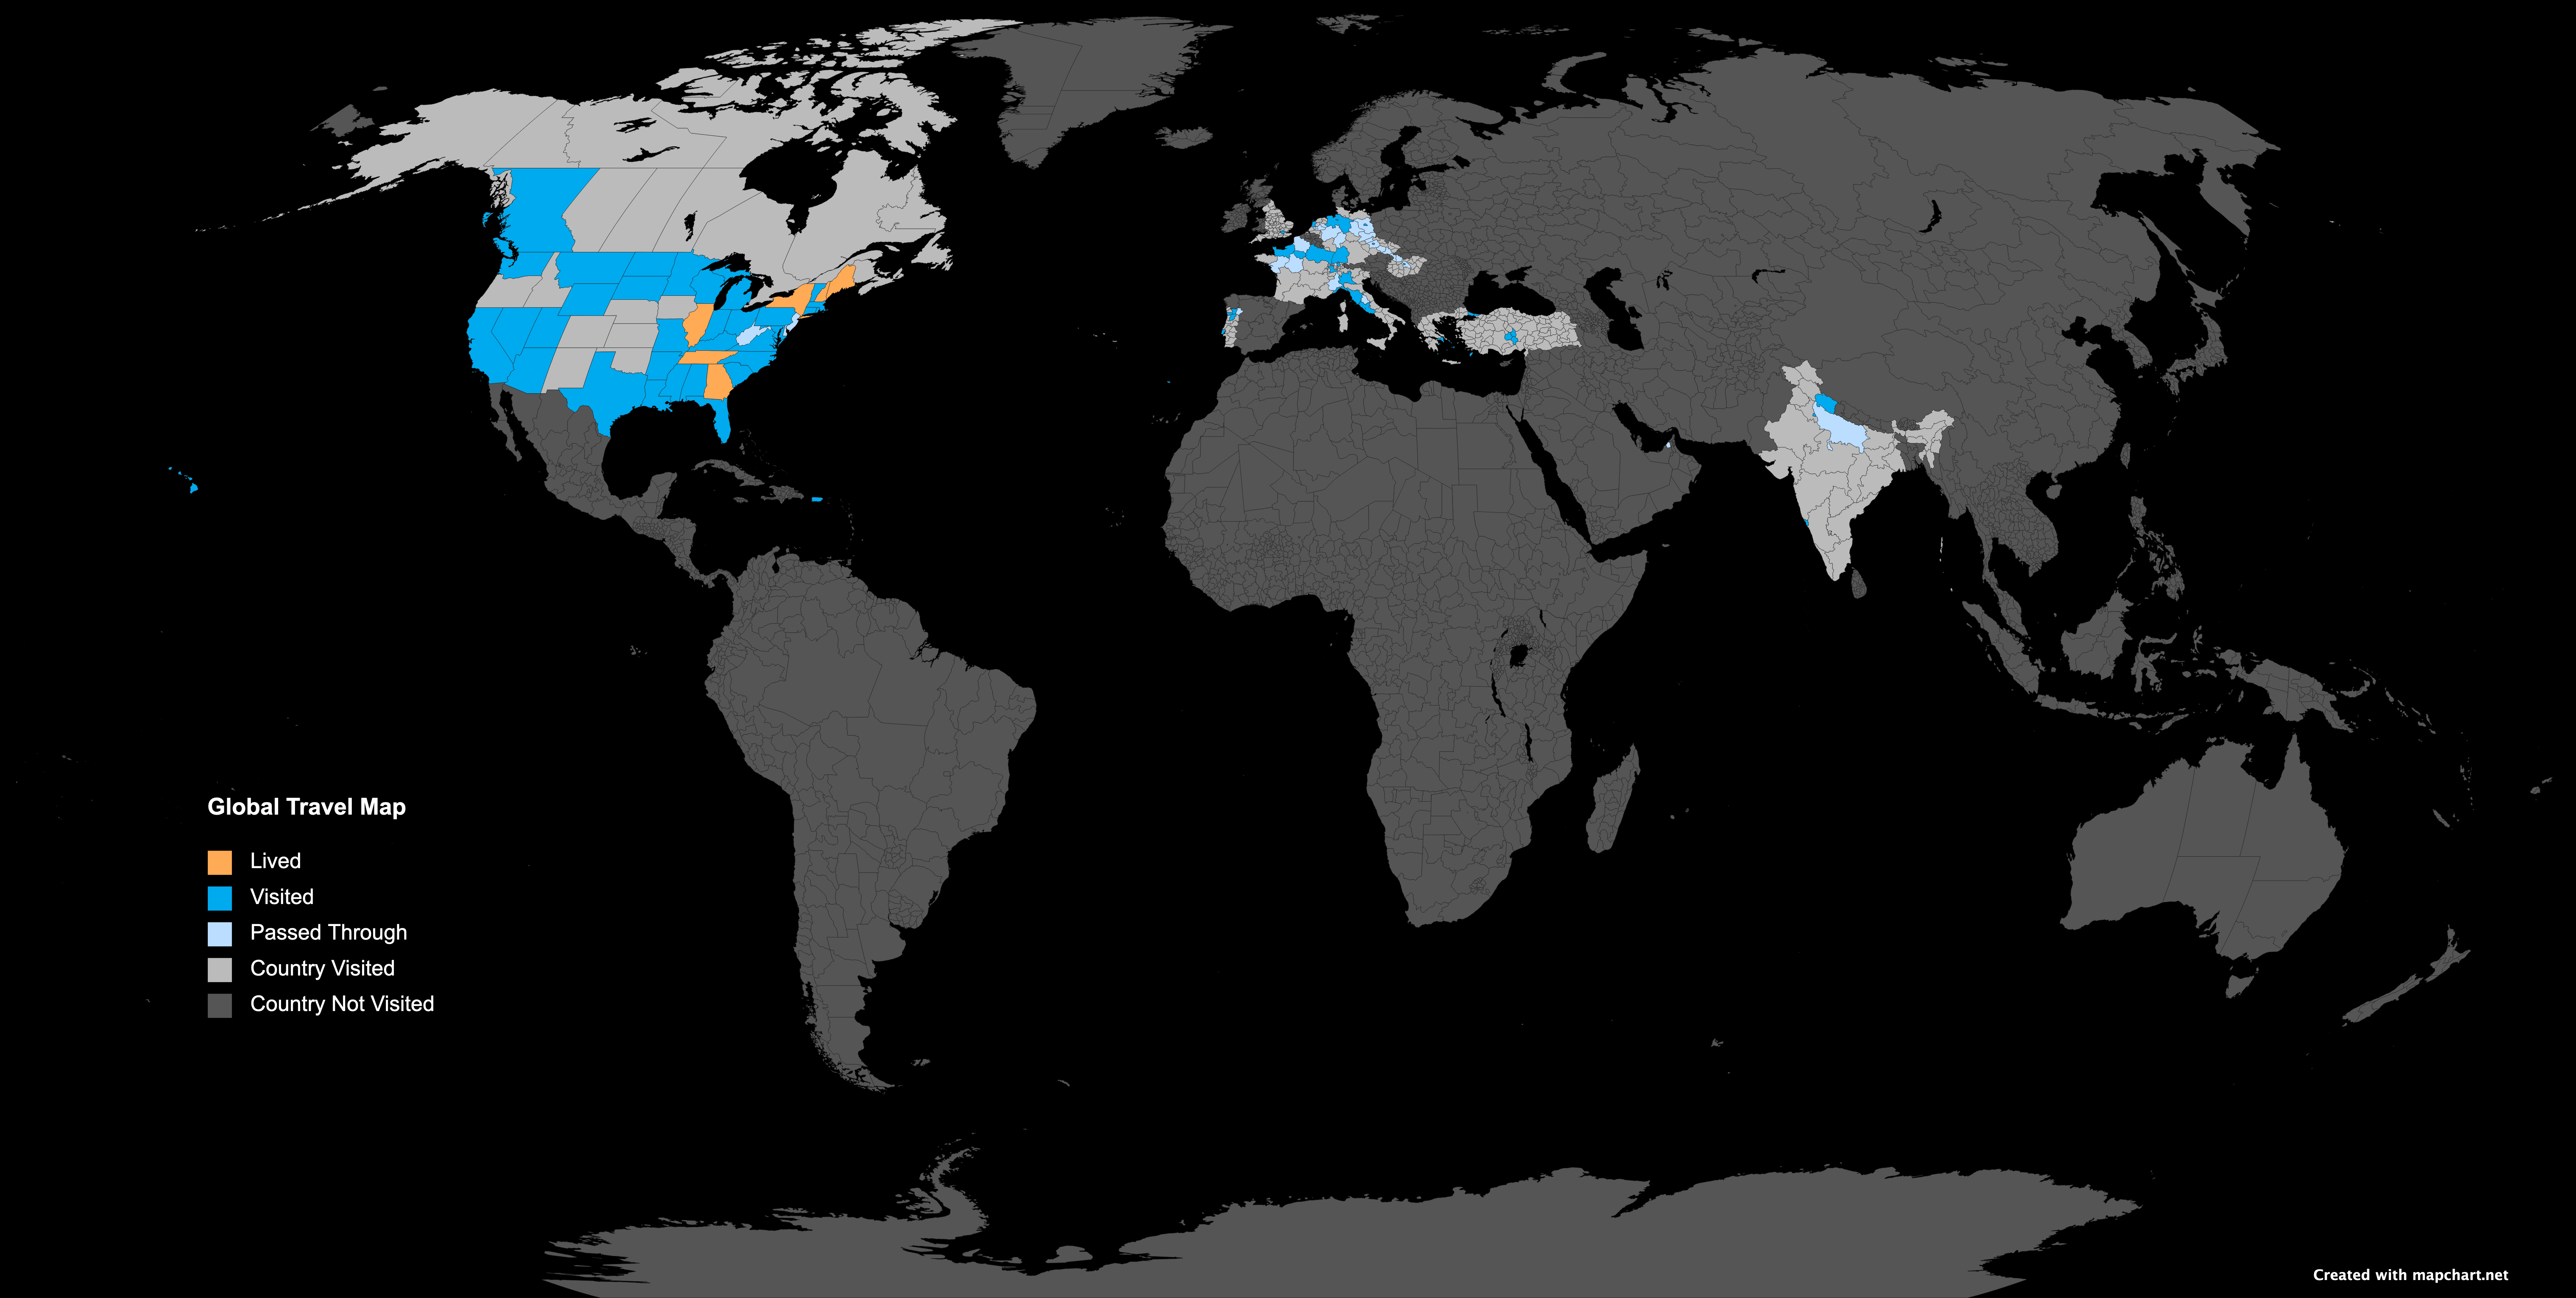 Global Travel Map
Lived
Visited
Passed Through
Country Visited
Country Not Visited
Created with mapchart.net